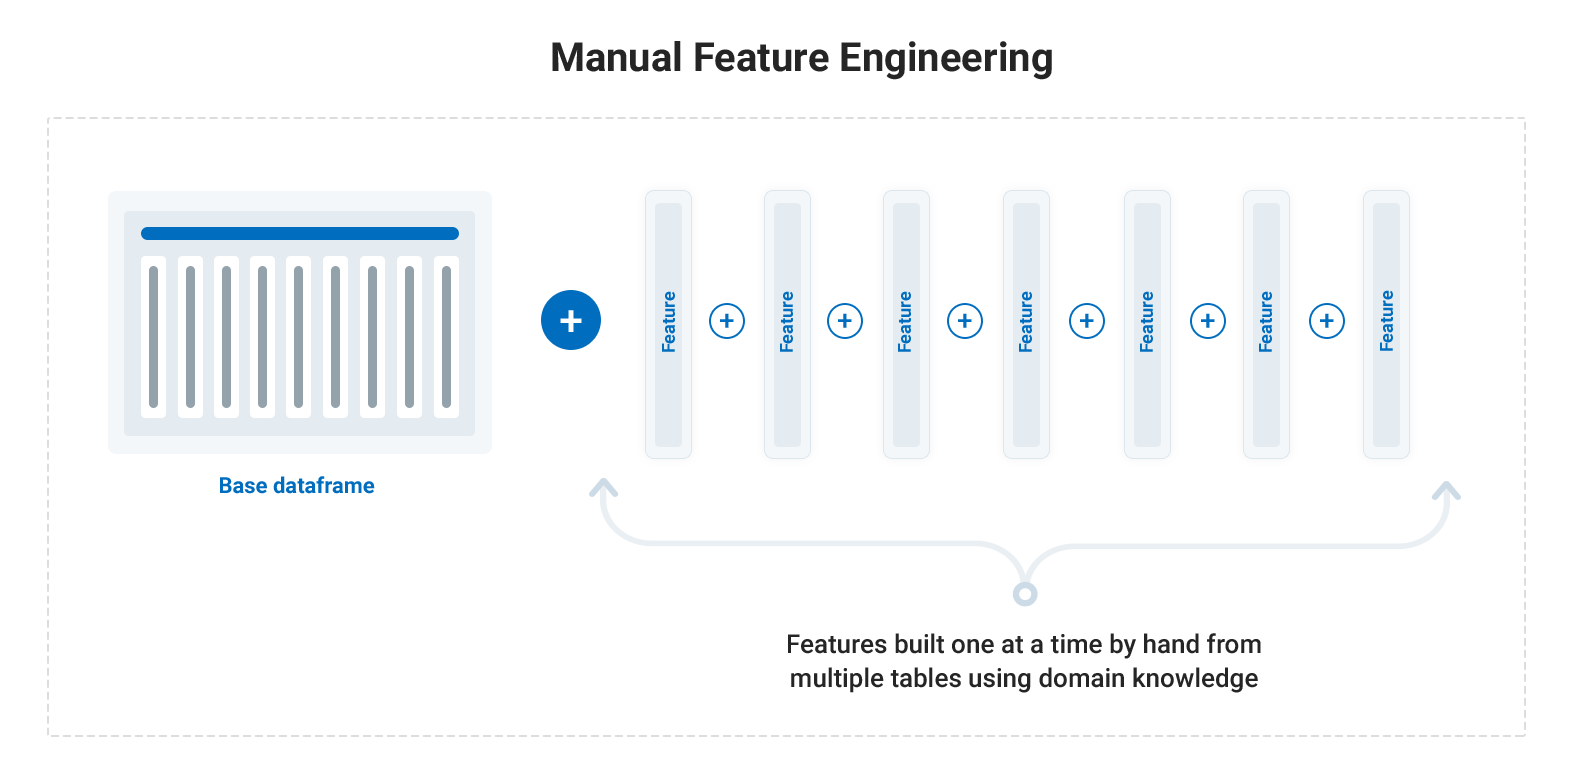 Manual Feature Engineering
Base dataframe
+
Feature
+
Feature
+
Feature
+
Feature
+
Feature
+
Feature
+
Feature
Features built one at a time by hand from
multiple tables using domain knowledge